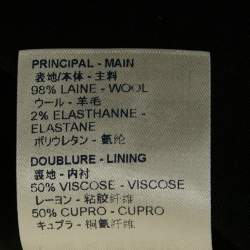 PRINCIPAL - MAIN
表地/本体 - 主料
98% LAINE - WOOL
ウール - 羊毛
2% ELASTHANNE -
ELASTANE
ポリウレタン - 氨纶
DOUBLURE - LINING
裏地 - 内衬
50% VISCOSE - VISCOSE
レーヨン - 粘胶纤维
50% CUPRO - CUPRO
キュプラ - 铜氨纤维